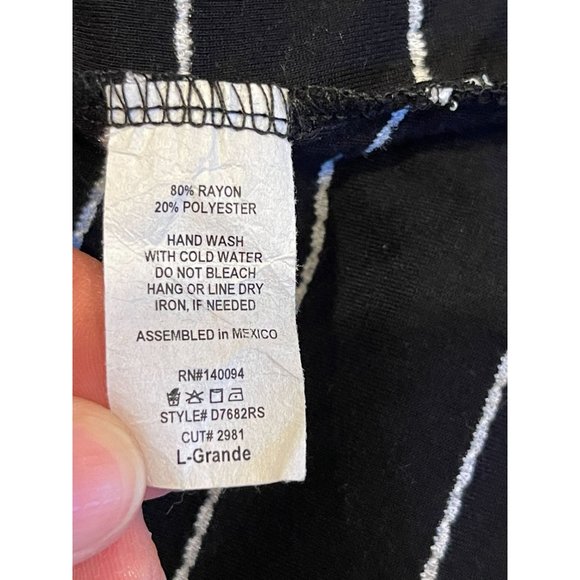 80% RAYON
20% POLYESTER
HAND WASH
WITH COLD WATER
DO NOT BLEACH
HANG OR LINE DRY
IRON, IF NEEDED
ASSEMBLED in MEXICO
RN#140094
STYLE# D7682RS
CUT# 2981
L-Grande